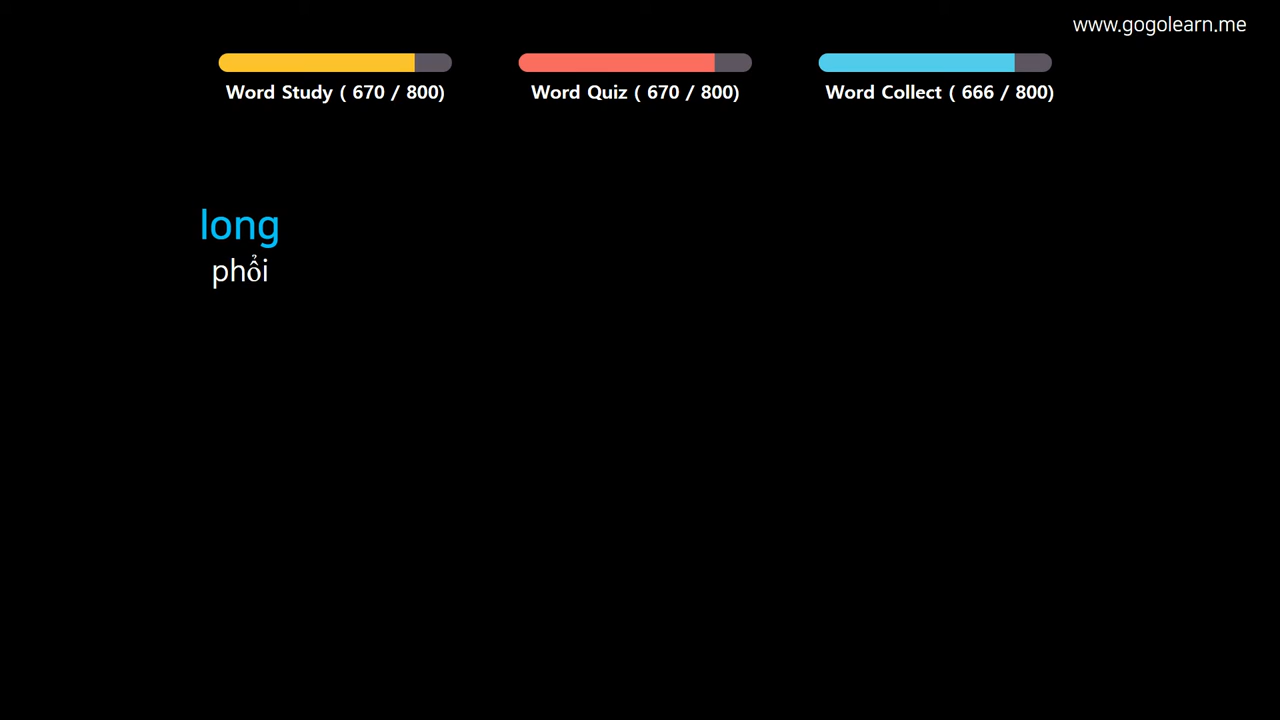 www.gogolearn.me
Word Study ( 670 / 800)
Word Quiz ( 670 / 800)
Word Collect ( 666 / 800)
long
phổi